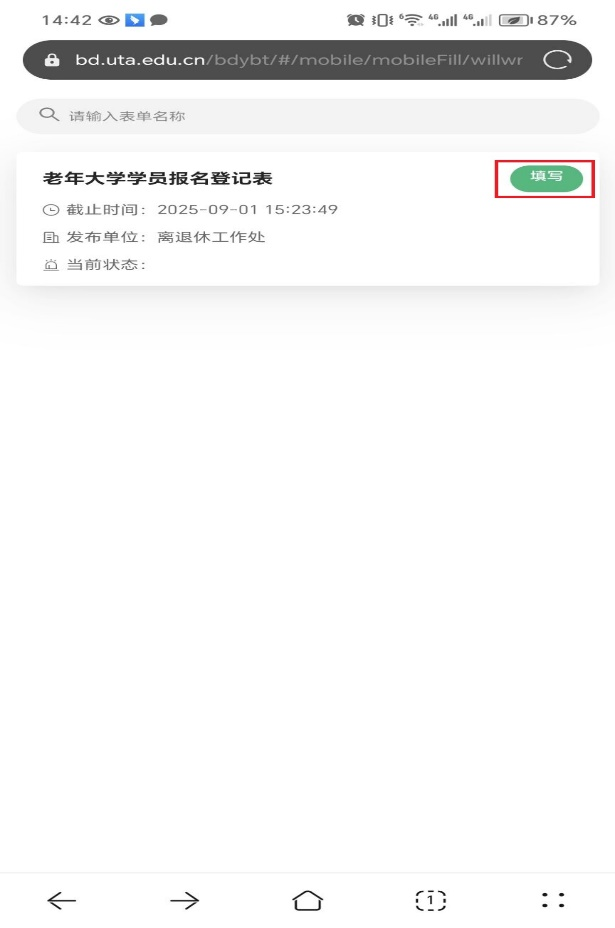 14:42 87%
bd.uta.edu.cn/bdybt/#/mobile/mobileFill/willwr
请输入表单名称
老年大学学员报名登记表 填写
截止时间: 2025-09-01 15:23:49
发布单位: 离退休工作处
当前状态:
1